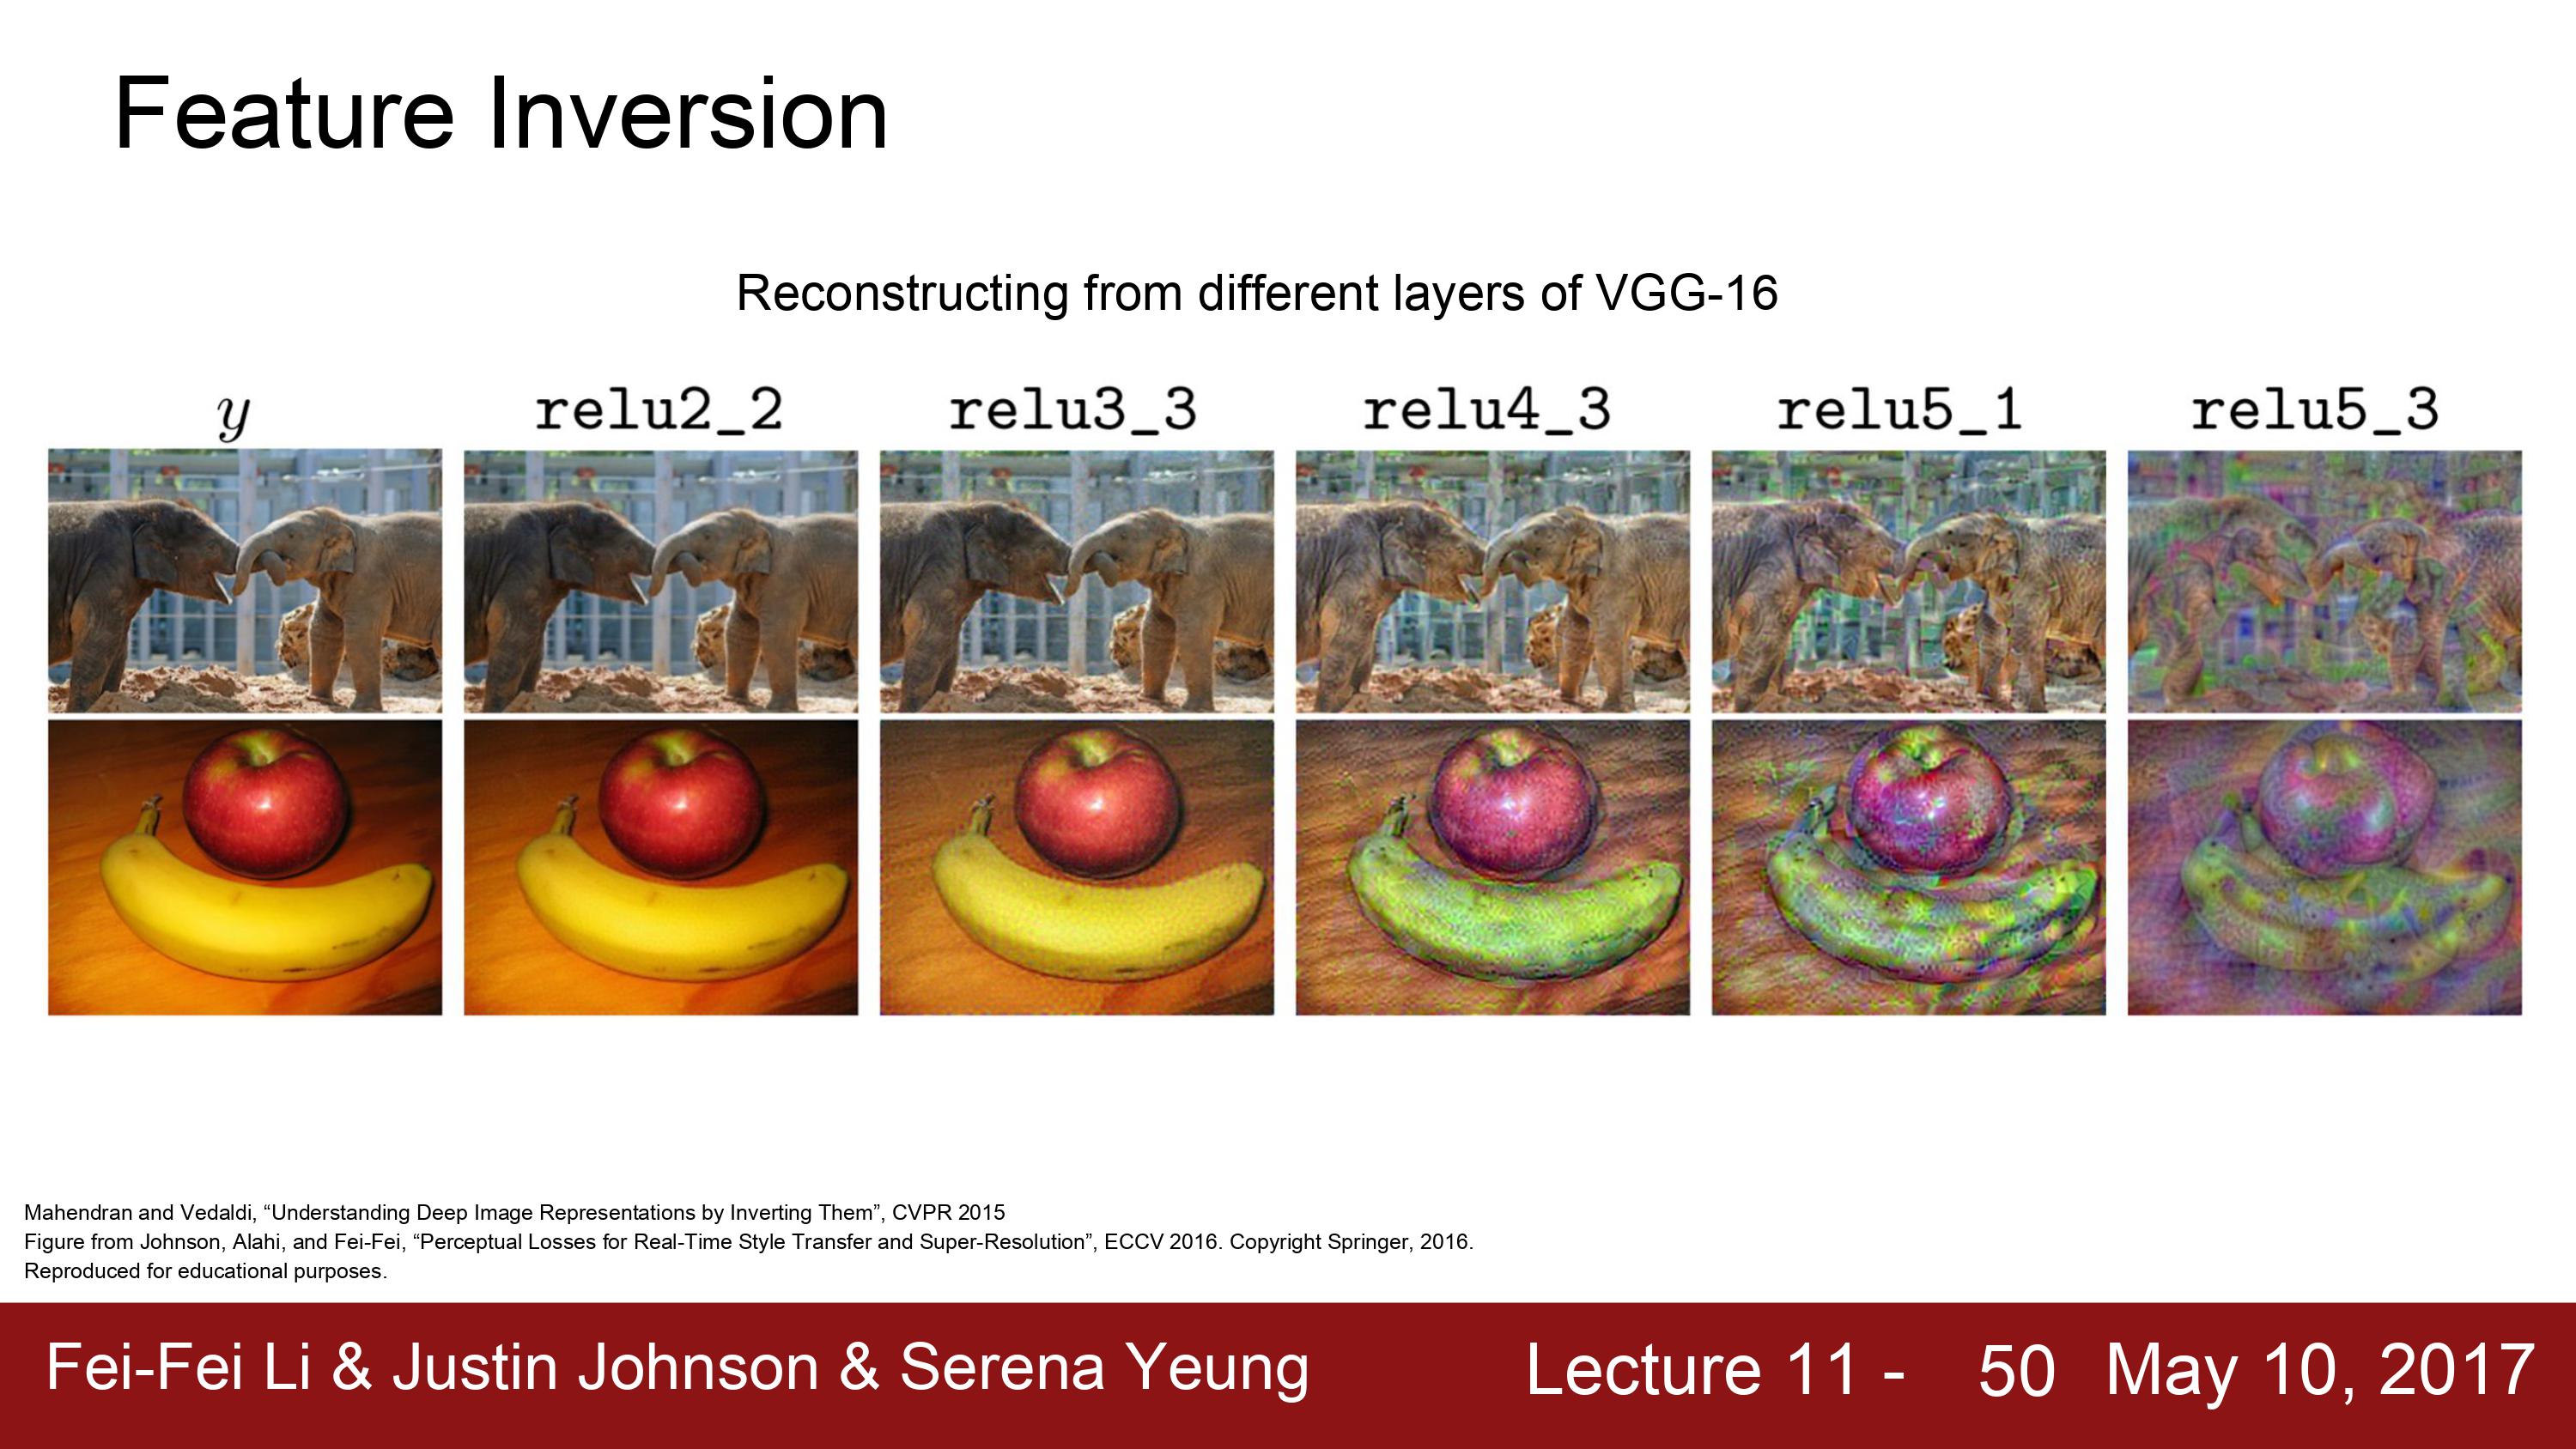 Feature Inversion
Reconstructing from different layers of VGG-16
y relu2_2 relu3_3 relu4_3 relu5_1 relu5_3
Mahendran and Vedaldi, “Understanding Deep Image Representations by Inverting Them”, CVPR 2015
Figure from Johnson, Alahi, and Fei-Fei, “Perceptual Losses for Real-Time Style Transfer and Super-Resolution”, ECCV 2016. Copyright Springer, 2016.
Reproduced for educational purposes.
Fei-Fei Li & Justin Johnson & Serena Yeung Lecture 11 - 50 May 10, 2017